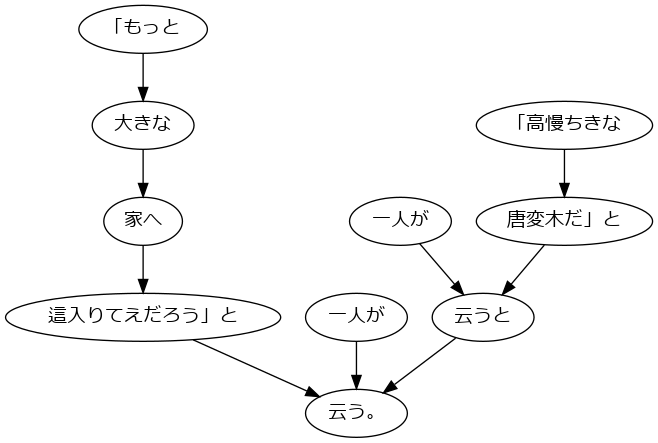 「もっと
大きな
「高慢ちきな
家へ
一人が
唐変木だ」と
這入りてえだろう」と
一人が
云うと
云う。